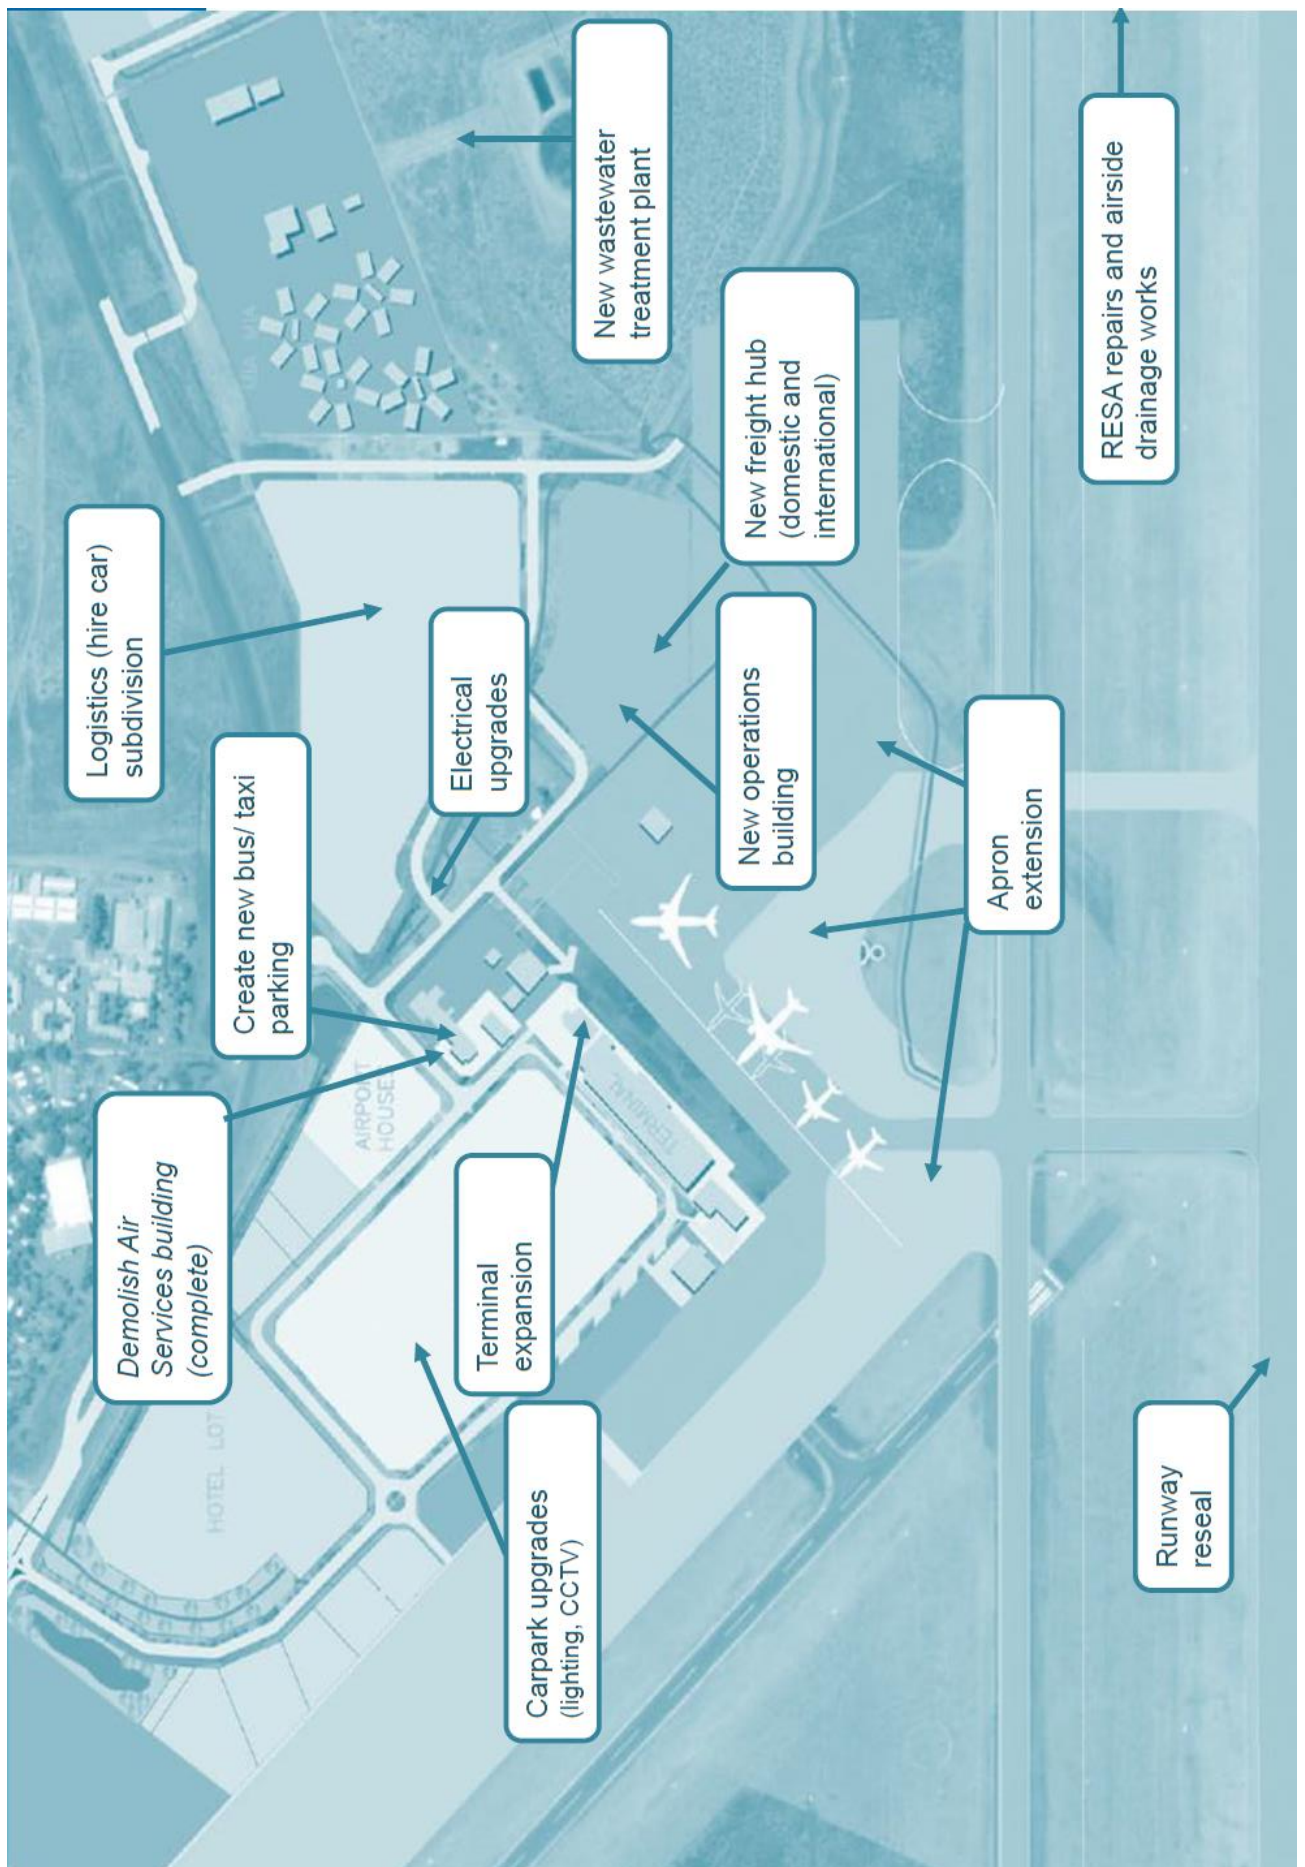 Logistics (hire car)
subdivision
Demolish Air
Services building
(complete)
Create new bus/ taxi
parking
HOTEL LOT
AIRPORT
HOUSE
Electrical
upgrades
Terminal
expansion
Carpark upgrades
(lighting, CCTV)
New wastewater
treatment plant
TERMINAL
New operations
building
New freight hub
(domestic and
international)
Apron
extension
RESA repairs and airside
drainage works
Runway
reseal